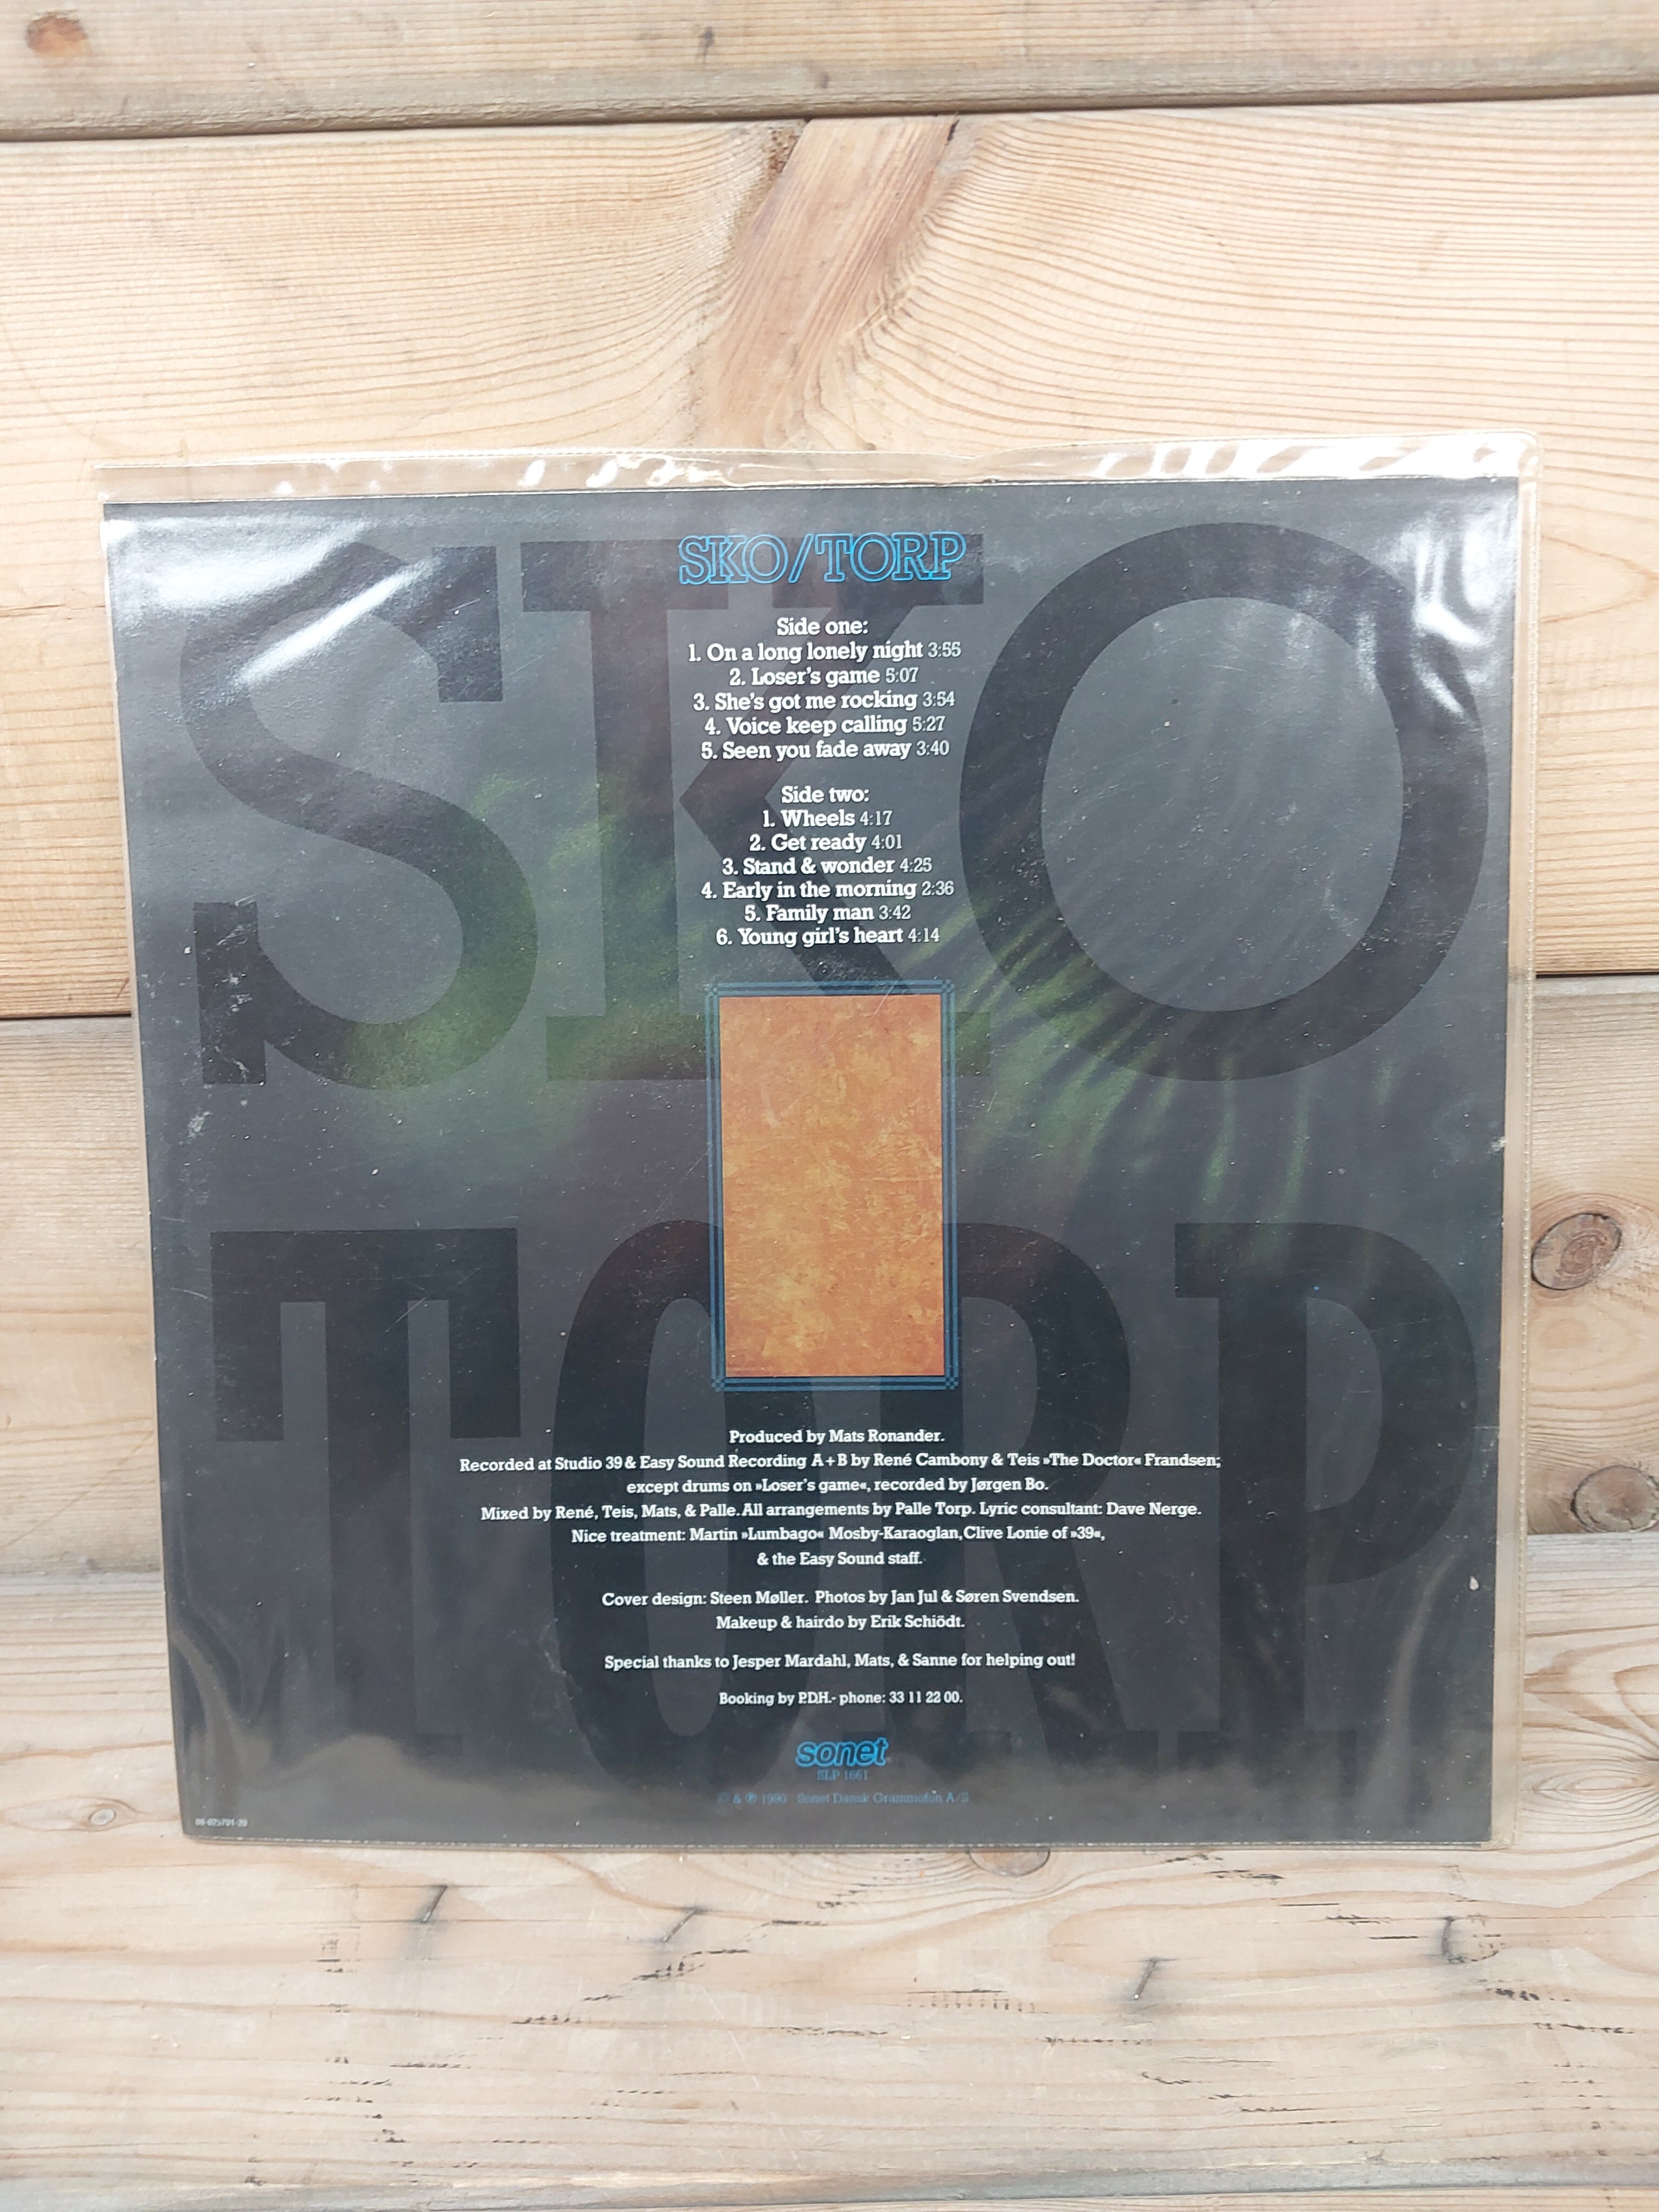 SKO
TORP
SKO/TORP
Side one:
1. On a long lonely night 3:55
2. Loser's game 5:07
3. She's got me rocking 3:54
4. Voice keep calling 5:27
5. Seen you fade away 3:40
Side two:
1. Wheels 4:17
2. Get ready 4:01
3. Stand & wonder 4:25
4. Early in the morning 2:36
5. Family man 3:42
6. Young girl's heart 4:14
Produced by Mats Ronander.
Recorded at Studio 39 & Easy Sound Recording A+B by René Cambony & Teis »The Doctor« Frandsen;
except drums on »Loser's game«, recorded by Jørgen Bo.
Mixed by René, Teis, Mats, & Palle. All arrangements by Palle Torp. Lyric consultant: Dave Nerge.
Nice treatment: Martin »Lumbago« Mosby-Karaoglan, Clive Lonie of »39«,
& the Easy Sound staff.
Cover design: Steen Møller. Photos by Jan Jul & Søren Svendsen.
Makeup & hairdo by Erik Schiödt.
Special thanks to Jesper Mardahl, Mats, & Sanne for helping out!
Booking by P.D.H.- phone: 33 11 22 00.
sonet
SLP 1661
© & ℗ 1990 Sonet Dansk Grammofon A/S